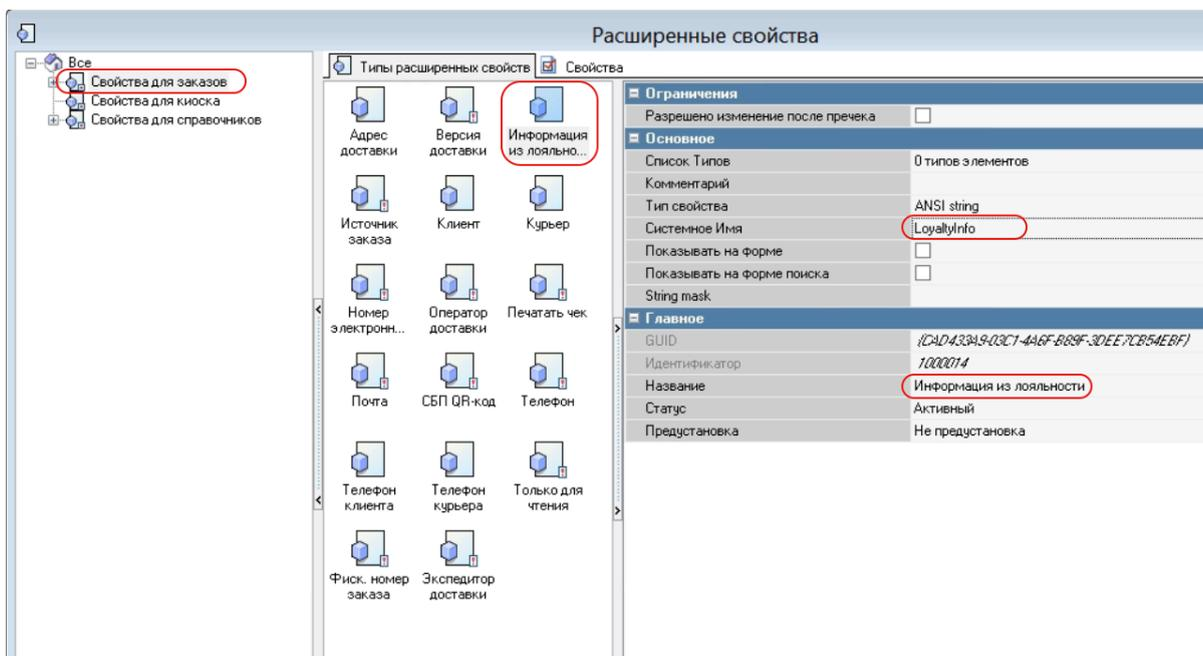 Расширенные свойства
Все
Свойства для заказов
Свойства для киоска
Свойства для справочников
Типы расширенных свойств
Свойства
Адрес
доставки
Версия
доставки
Информация
из лояльно...
Источник
заказа
Клиент
Курьер
Номер
электронн...
Оператор
доставки
Печатать чек
Почта
СБП QR-код
Телефон
Телефон
клиента
Телефон
курьера
Только для
чтения
Фиск. номер
заказа
Экспедитор
доставки
Ограничения
Разрешено изменение после пречека
Основное
Список Типов 0 типов элементов
Комментарий
Тип свойства ANSI string
Системное Имя LoyaltyInfo
Показывать на форме
Показывать на форме поиска
String mask
Главное
GUID {CAD433A9-03C1-4A6F-B89F-3DEE7CB54EBF}
Идентификатор 1000014
Название Информация из лояльности
Статус Активный
Предустановка Не предустановка